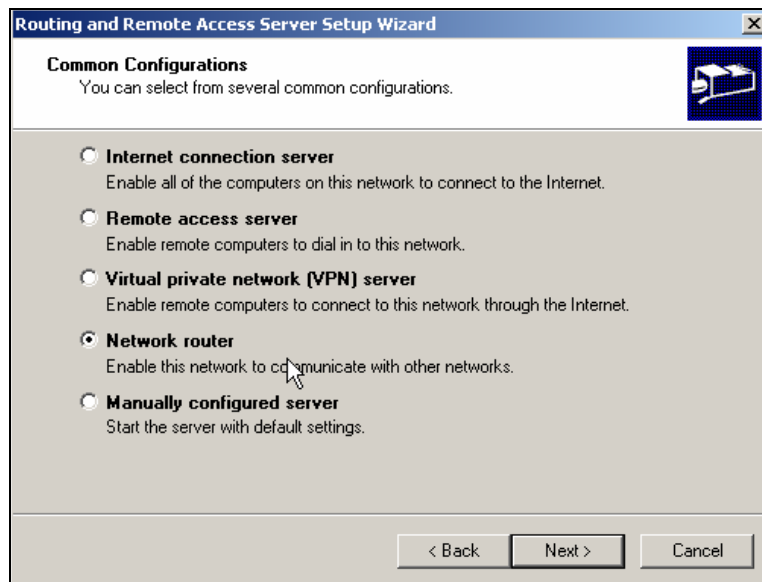 Routing and Remote Access Server Setup Wizard
Common Configurations
You can select from several common configurations.
Internet connection server
Enable all of the computers on this network to connect to the Internet.
Remote access server
Enable remote computers to dial in to this network.
Virtual private network (VPN) server
Enable remote computers to connect to this network through the Internet.
Network router
Enable this network to communicate with other networks.
Manually configured server
Start the server with default settings.
< Back Next > Cancel